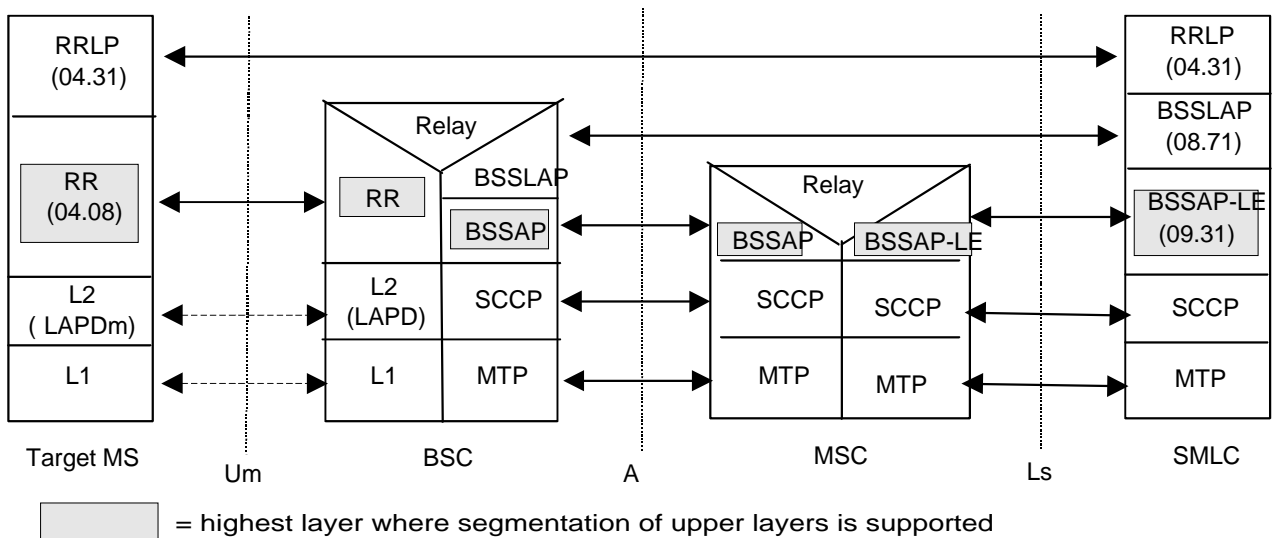 RRLP
(04.31)
RR
(04.08)
L2
( LAPDm)
L1
Target MS
Um
Relay
RR
BSSLAP
BSSAP
L2
(LAPD)
SCCP
L1
MTP
BSC
A
Relay
BSSAP
BSSAP-LE
SCCP
SCCP
MTP
MTP
MSC
Ls
RRLP
(04.31)
BSSLAP
(08.71)
BSSAP-LE
(09.31)
SCCP
MTP
SMLC
= highest layer where segmentation of upper layers is supported